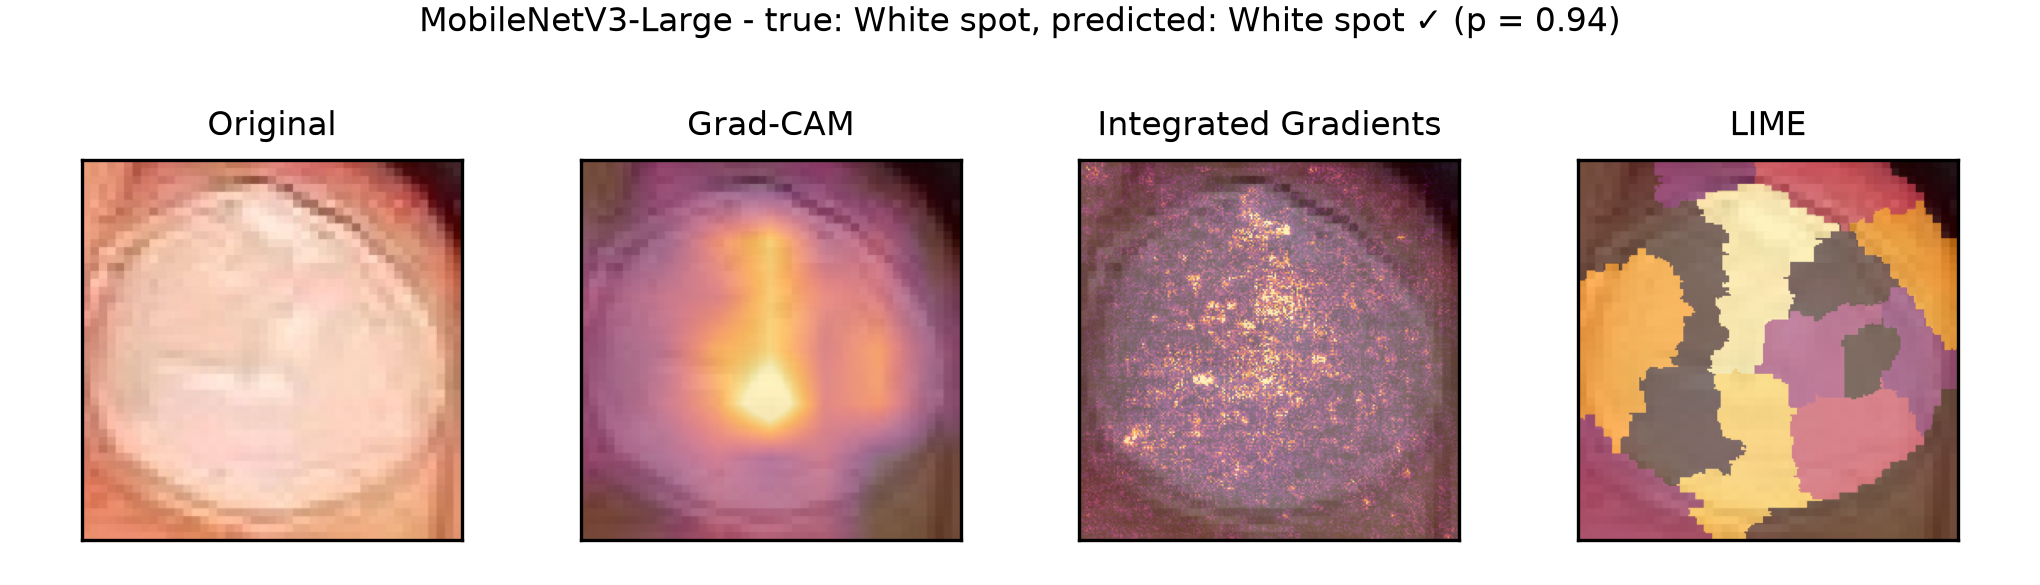 MobileNetV3-Large - true: White spot, predicted: White spot ✓ (p = 0.94)
Original
Grad-CAM
Integrated Gradients
LIME